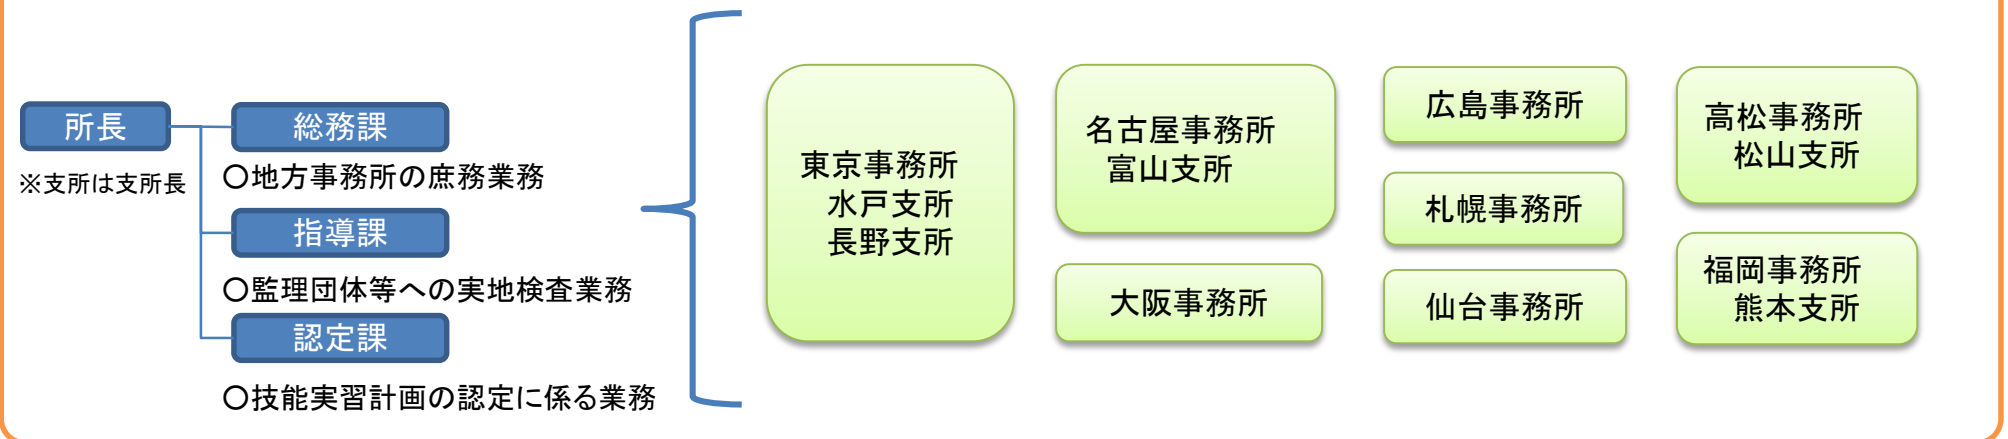 所長
※支所は支所長
総務課
〇地方事務所の庶務業務
指導課
〇監理団体等への実地検査業務
認定課
〇技能実習計画の認定に係る業務
東京事務所
水戸支所
長野支所
名古屋事務所
富山支所
大阪事務所
広島事務所
札幌事務所
仙台事務所
高松事務所
松山支所
福岡事務所
熊本支所